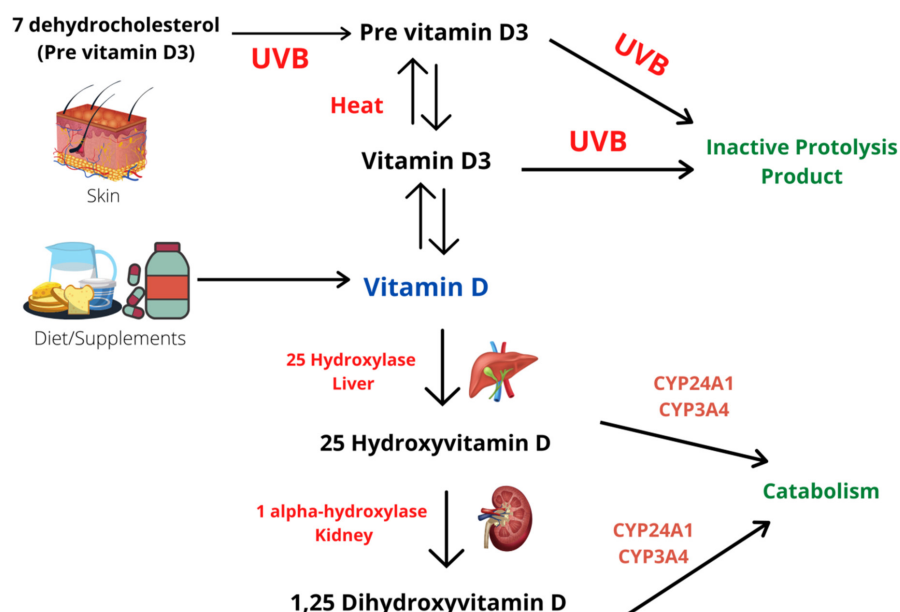 7 dehydrocholesterol
(Pre vitamin D3)
UVB
Pre vitamin D3
UVB
Heat
Skin
Vitamin D3
UVB
Inactive Protolysis
Product
Diet/Supplements
Vitamin D
25 Hydroxylase
Liver
CYP24A1
CYP3A4
25 Hydroxyvitamin D
Catabolism
1 alpha-hydroxylase
Kidney
CYP24A1
CYP3A4
1,25 Dihydroxyvitamin D